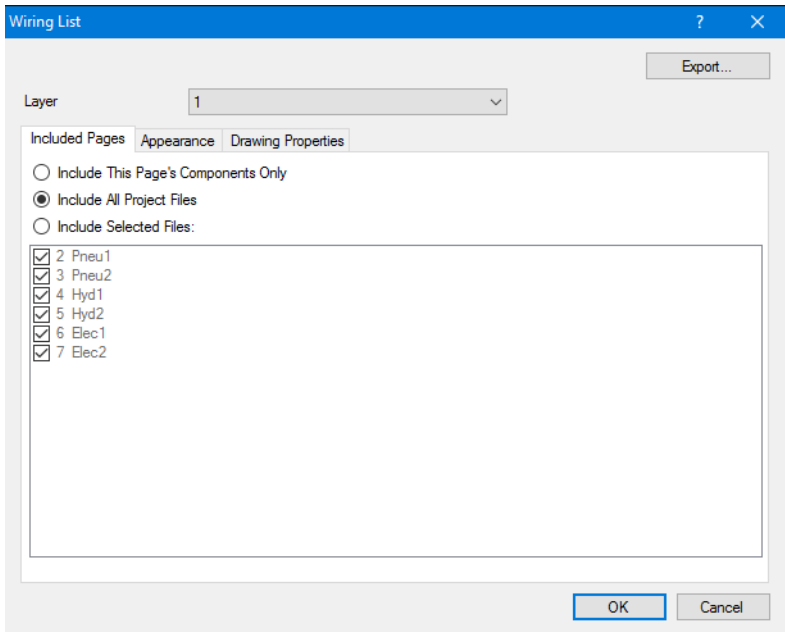 Wiring List
Export...
Layer 1
Included Pages Appearance Drawing Properties
Include This Page's Components Only
Include All Project Files
Include Selected Files:
2 Pneu1
3 Pneu2
4 Hyd1
5 Hyd2
6 Elec1
7 Elec2
OK Cancel